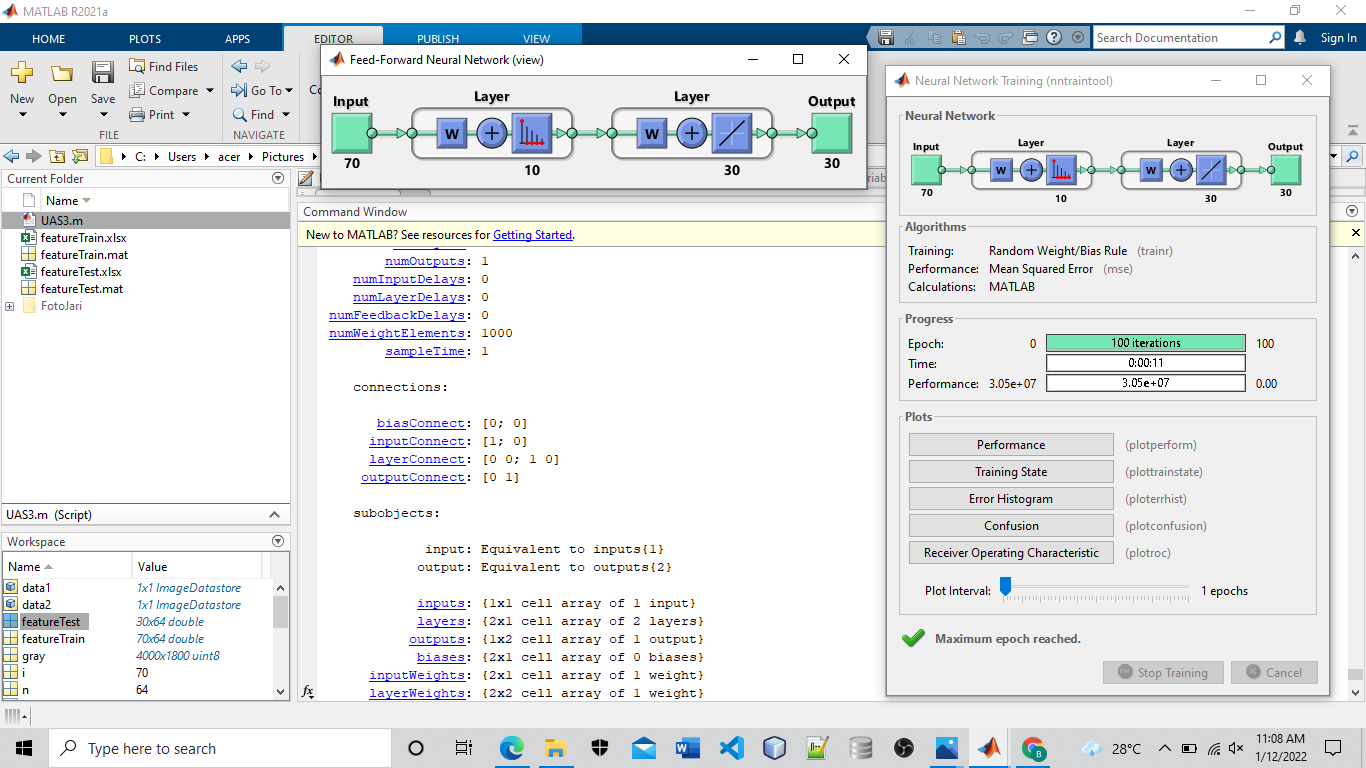 MATLAB R2021a
HOME
PLOTS
APPS
EDITOR
PUBLISH
VIEW
Search Documentation
Sign In
New
Open
Save
Find Files
Compare
Print
Go To
Find
FILE
NAVIGATE
C:
Users
acer
Pictures
Current Folder
Name
UAS3.m
featureTrain.xlsx
featureTrain.mat
featureTest.xlsx
featureTest.mat
FotoJari
UAS3.m (Script)
Workspace
Name
Value
data1 1x1 ImageDatastore
data2 1x1 ImageDatastore
featureTest 30x64 double
featureTrain 70x64 double
gray 4000x1800 uint8
i 70
n 64
Feed-Forward Neural Network (view)
Input
Layer
Layer
Output
W
W
70
10
30
30
Command Window
New to MATLAB? See resources for Getting Started.
numOutputs: 1
numInputDelays: 0
numLayerDelays: 0
numFeedbackDelays: 0
numWeightElements: 1000
sampleTime: 1
connections:
biasConnect: [0; 0]
inputConnect: [1; 0]
layerConnect: [0 0; 1 0]
outputConnect: [0 1]
subobjects:
input: Equivalent to inputs{1}
output: Equivalent to outputs{2}
inputs: {1x1 cell array of 1 input}
layers: {2x1 cell array of 2 layers}
outputs: {1x2 cell array of 1 output}
biases: {2x1 cell array of 0 biases}
inputWeights: {2x1 cell array of 1 weight}
layerWeights: {2x2 cell array of 1 weight}
fx
Neural Network Training (nntraintool)
Neural Network
Input
Layer
Layer
Output
W
W
70
10
30
30
Algorithms
Training: Random Weight/Bias Rule (trainr)
Performance: Mean Squared Error (mse)
Calculations: MATLAB
Progress
Epoch: 0 100 iterations 100
Time: 0:00:11
Performance: 3.05e+07 3.05e+07 0.00
Plots
Performance (plotperform)
Training State (plottrainstate)
Error Histogram (ploterrhist)
Confusion (plotconfusion)
Receiver Operating Characteristic (plotroc)
Plot Interval: 1 epochs
Maximum epoch reached.
Stop Training
Cancel
Type here to search
28°C
11:08 AM
1/12/2022